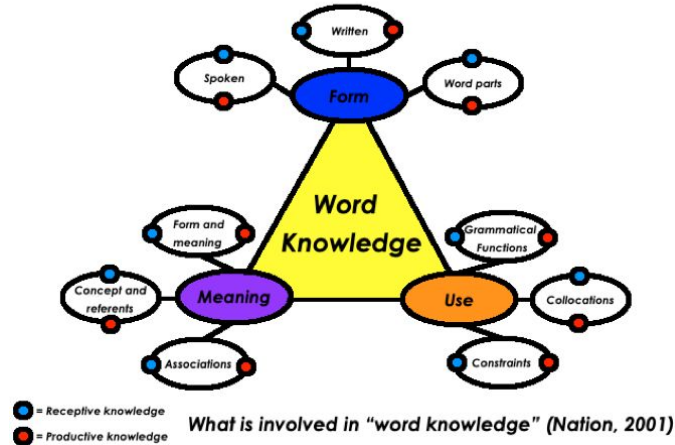 Written
Spoken
Word parts
Form
Word
Knowledge
Form and
meaning
Grammatical
Functions
Concept and
referents
Meaning
Use
Collocations
Associations
Constraints
= Receptive knowledge
= Productive knowledge
What is involved in "word knowledge" (Nation, 2001)